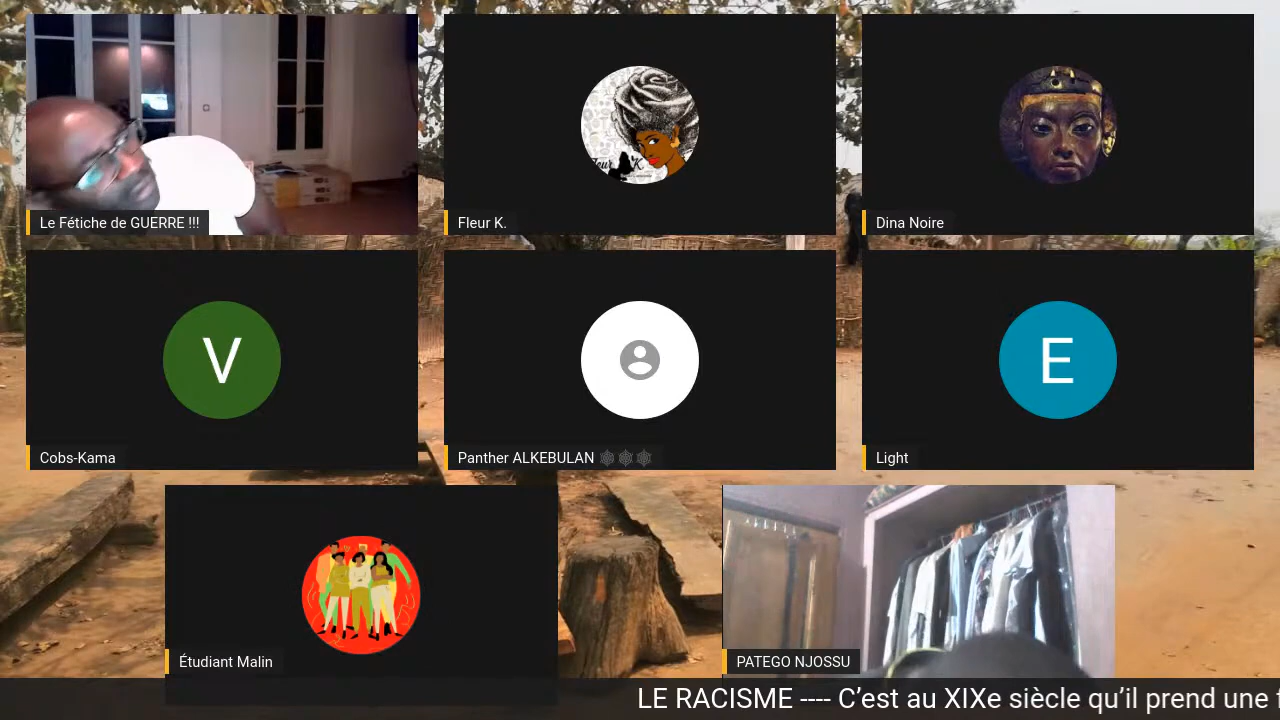 Le Fétiche de GUERRE !!!
Fleur K.
Dina Noire
V
Cobs-Kama
Panther ALKEBULAN 🕸🕸🕸
E
Light
Étudiant Malin
PATEGO NJOSSU
LE RACISME ---- C’est au XIXe siècle qu’il prend une